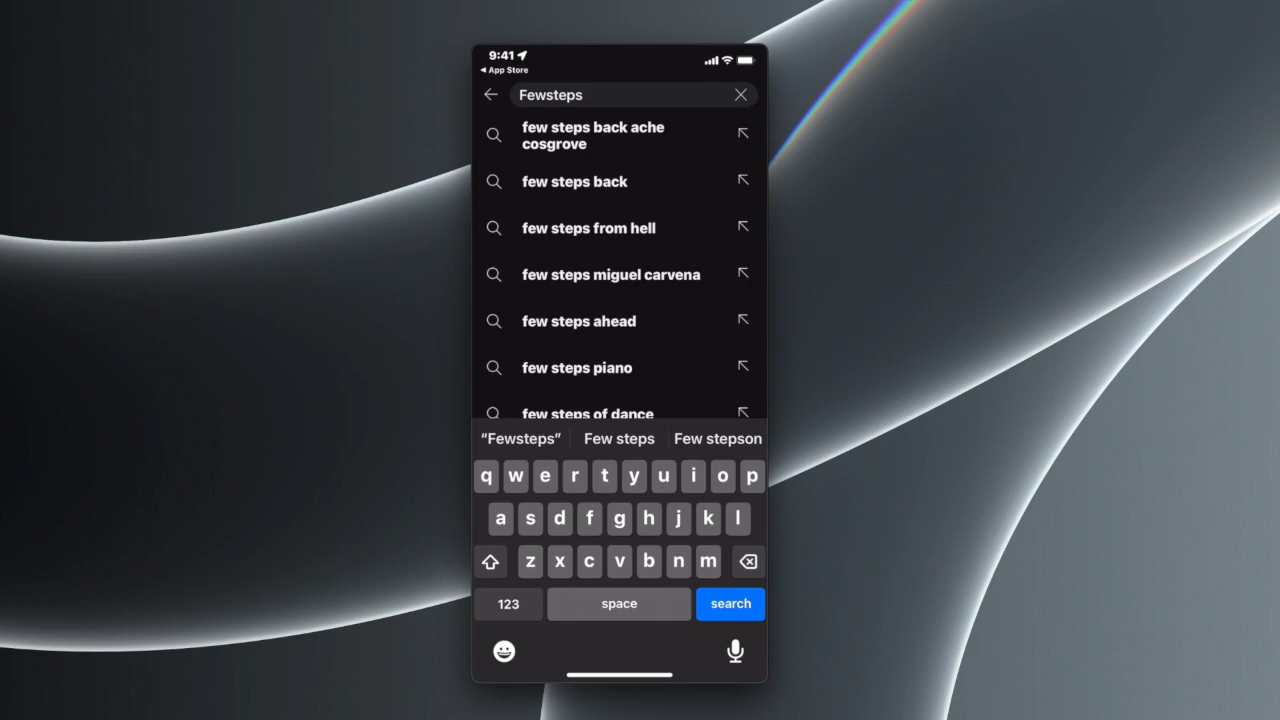 9:41
App Store
Fewsteps
few steps back ache
cosgrove
few steps back
few steps from hell
few steps miguel carvena
few steps ahead
few steps piano
few steps of dance
“Fewsteps” Few steps Few stepson
q w e r t y u i o p
a s d f g h j k l
z x c v b n m
123 space search